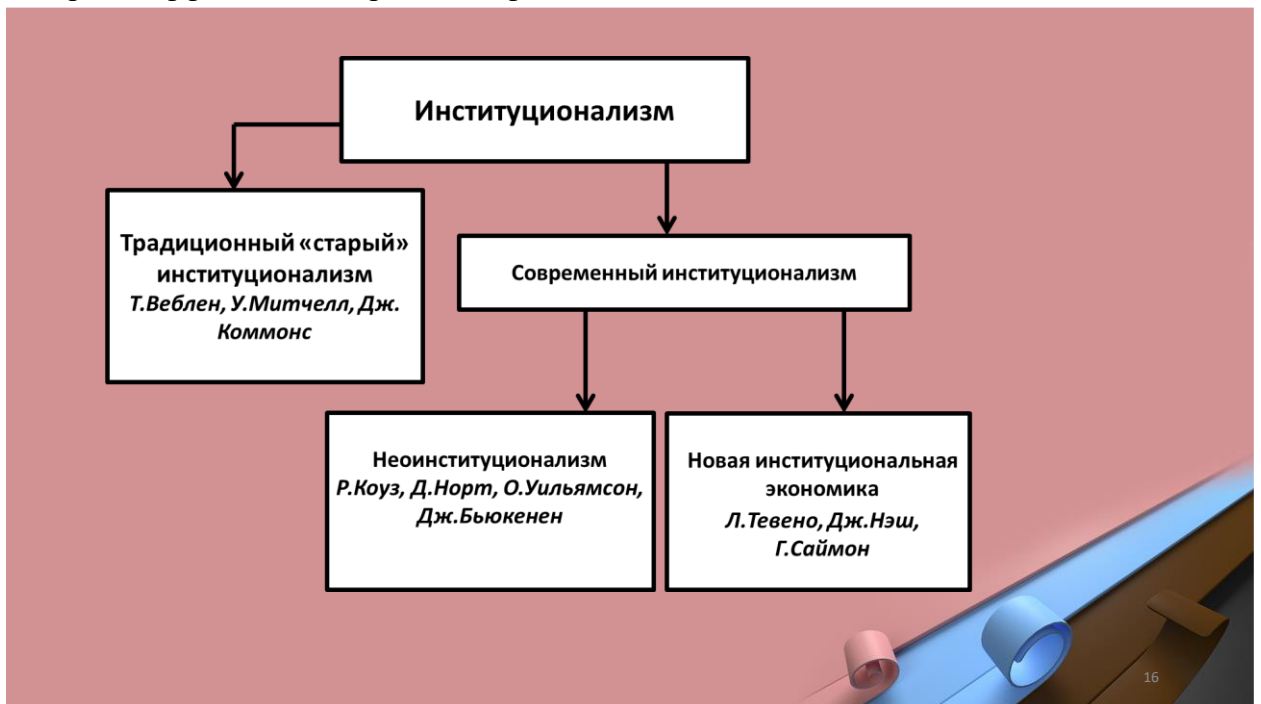 Институционализм
Традиционный «старый»
институционализм
Т.Веблен, У.Митчелл, Дж.
Коммонс
Современный институционализм
Неоинституционализм
Р.Коуз, Д.Норт, О.Уильямсон,
Дж.Бьюкенен
Новая институциональная
экономика
Л.Тевено, Дж.Нэш,
Г.Саймон
16